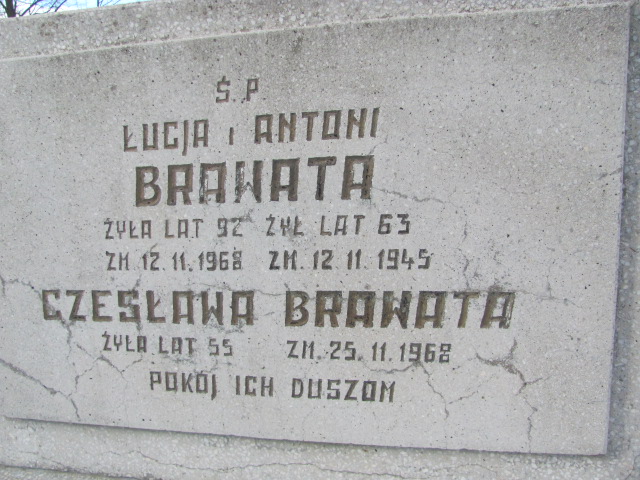 Ś.P
ŁUCJA i ANTONI
BRAWATA
ŻYŁA LAT 92 ŻYŁ LAT 63
ZM 12.11.1968 ZM. 12 11.1945
CZESŁAWA BRAWATA
ŻYŁA LAT 55 ZM. 25.11.1968
POKÓJ ICH DUSZOM